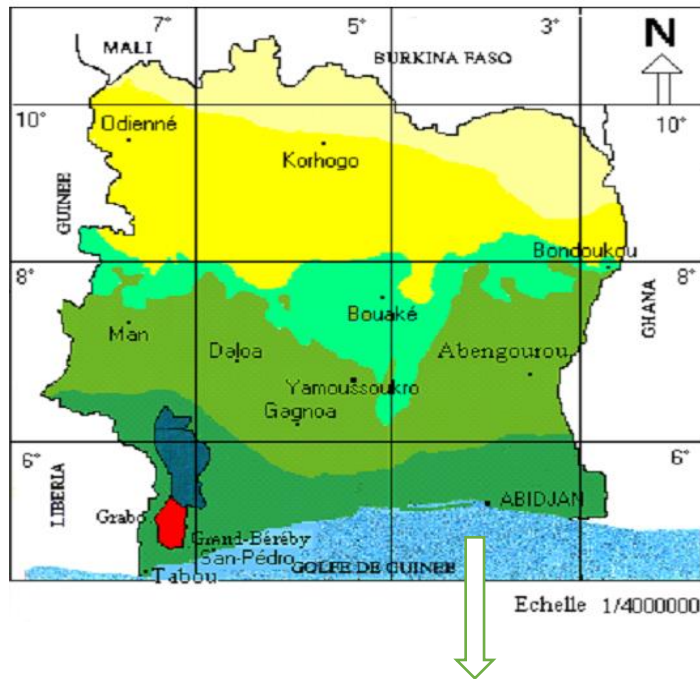 7° 5° 3° N
MALI
BURKINA FASO
10° 10°
Odienné
Korhogo
GUINEE
Bondoukou
8° 8°
GHANA
Bouaké
Man
Daloa
Abengourou
Yamoussoukro
Gagnoa
6° 6°
LIBERIA
ABIDJAN
Grabo
Grand-Béréby
San-Pédro
GOLFE DE GUINEE
Tabou
Echelle 1/4000000